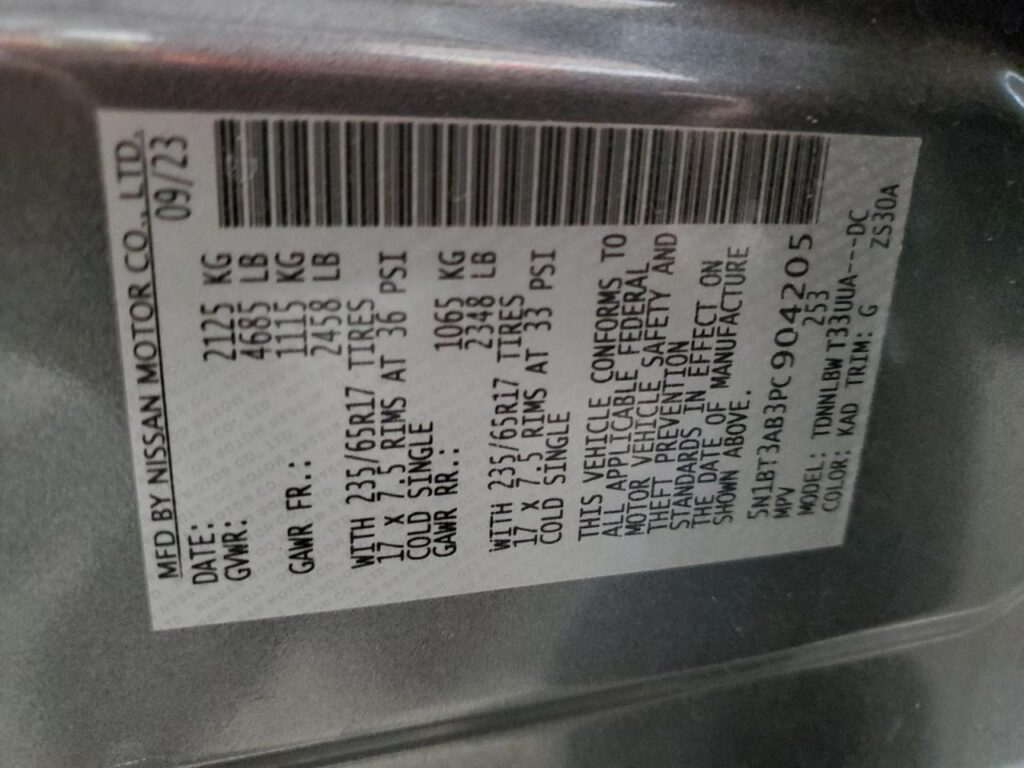 MFD BY NISSAN MOTOR CO., LTD.
DATE: 09/23
GVWR: 2125 KG
4685 LB
GAWR FR.: 1115 KG
2458 LB
WITH 235/65R17 TIRES
17 X 7.5 RIMS AT 36 PSI
COLD SINGLE
GAWR RR.: 1065 KG
2348 LB
WITH 235/65R17 TIRES
17 X 7.5 RIMS AT 33 PSI
COLD SINGLE
THIS VEHICLE CONFORMS TO
ALL APPLICABLE FEDERAL
MOTOR VEHICLE SAFETY AND
THEFT PREVENTION
STANDARDS IN EFFECT ON
THE DATE OF MANUFACTURE
SHOWN ABOVE.
5N1BT3AB3PC904205
MPV 253
MODEL: TDNNLBW T33UUA---DC
COLOR: KAD TRIM: G ZS30A